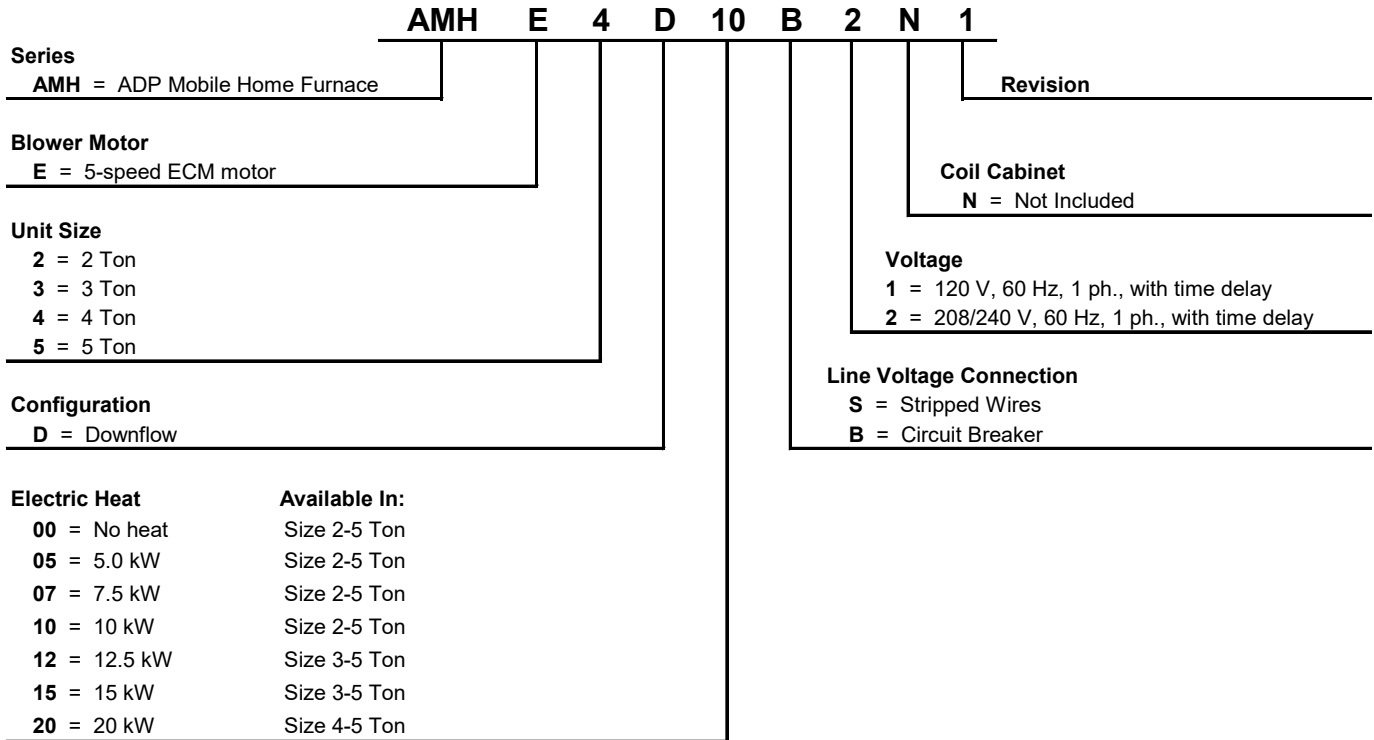 AMH E 4 D 10 B 2 N 1
Series
AMH = ADP Mobile Home Furnace
Revision
Blower Motor
E = 5-speed ECM motor
Coil Cabinet
N = Not Included
Unit Size
2 = 2 Ton
3 = 3 Ton
4 = 4 Ton
5 = 5 Ton
Voltage
1 = 120 V, 60 Hz, 1 ph., with time delay
2 = 208/240 V, 60 Hz, 1 ph., with time delay
Line Voltage Connection
S = Stripped Wires
B = Circuit Breaker
Configuration
D = Downflow
Electric Heat Available In:
00 = No heat Size 2-5 Ton
05 = 5.0 kW Size 2-5 Ton
07 = 7.5 kW Size 2-5 Ton
10 = 10 kW Size 2-5 Ton
12 = 12.5 kW Size 3-5 Ton
15 = 15 kW Size 3-5 Ton
20 = 20 kW Size 4-5 Ton